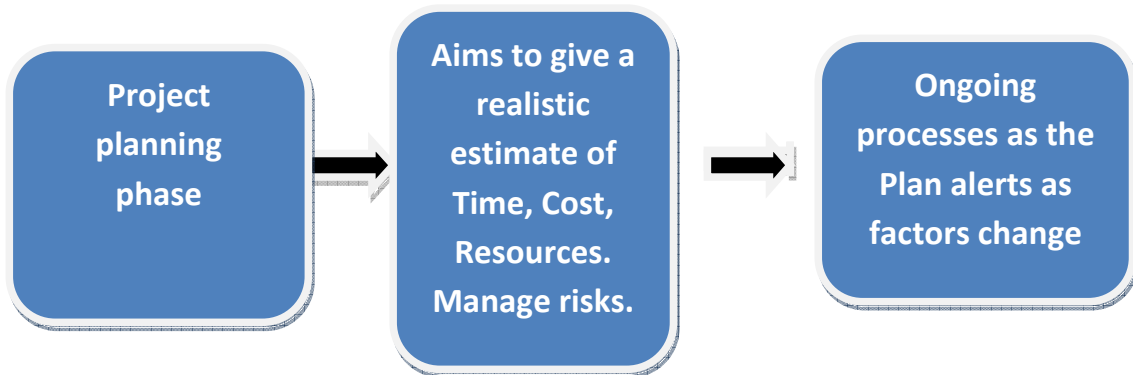 Project
planning
phase
Aims to give a
realistic
estimate of
Time, Cost,
Resources.
Manage risks.
Ongoing
processes as the
Plan alerts as
factors change